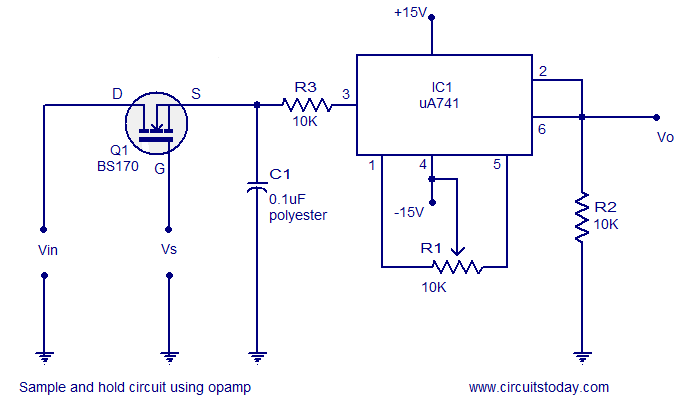 +15V
D
S
R3
10K
3
IC1
uA741
2
6
Vo
Q1
BS170
G
C1
0.1uF
polyester
1
4
5
-15V
R1
10K
R2
10K
Vin
Vs
Sample and hold circuit using opamp
www.circuitstoday.com